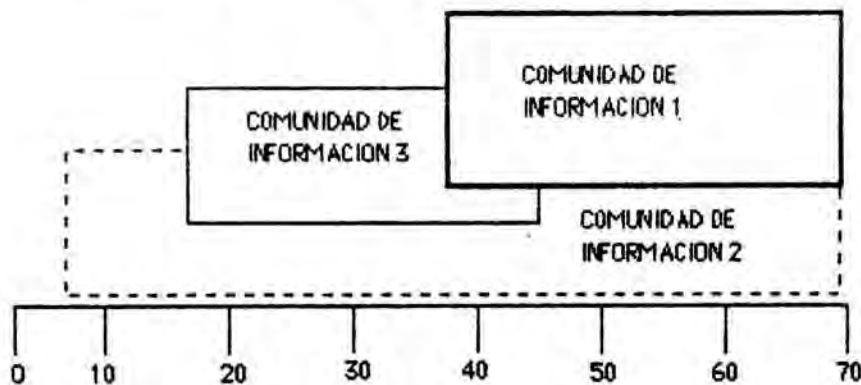 COMUNIDAD DE
INFORMACION 1
COMUNIDAD DE
INFORMACION 3
COMUNIDAD DE
INFORMACION 2
0 10 20 30 40 50 60 70